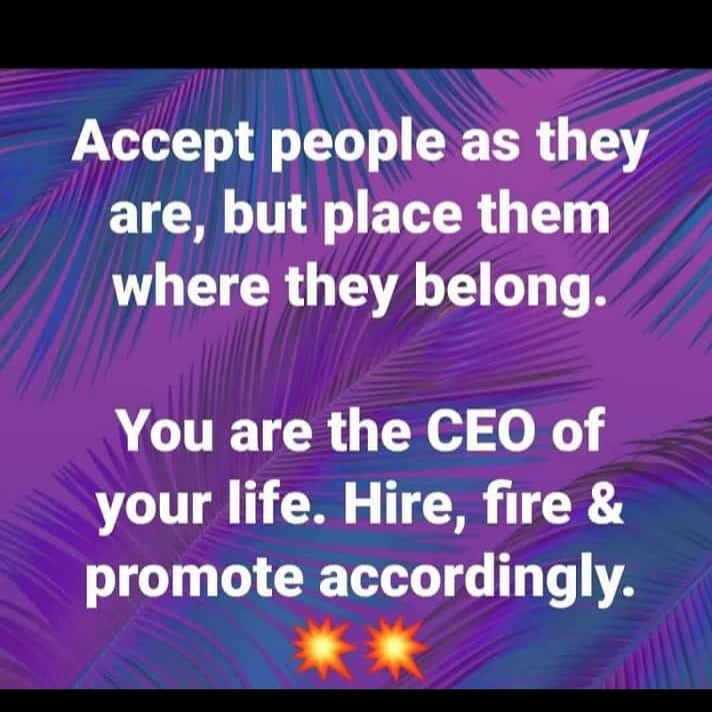 Accept people as they
are, but place them
where they belong.
You are the CEO of
your life. Hire, fire &
promote accordingly.
💥💥